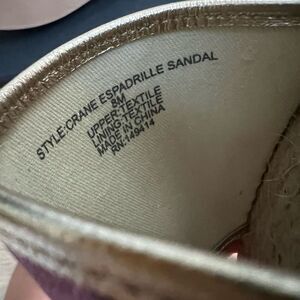 STYLE:CRANE ESPADRILLE SANDAL
8M
UPPER:TEXTILE
LINING:TEXTILE
MADE IN CHINA
RN:149414